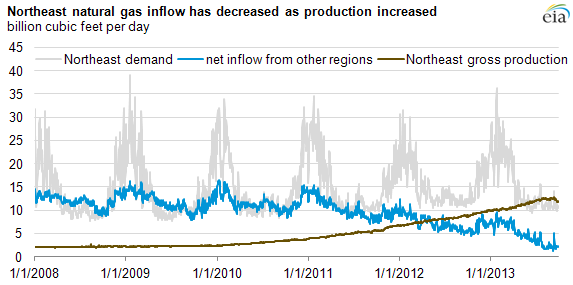 Northeast natural gas inflow has decreased as production increased
billion cubic feet per day
eia
45
Northeast demand net inflow from other regions Northeast gross production
40
35
30
25
20
15
10
5
0
1/1/2008 1/1/2009 1/1/2010 1/1/2011 1/1/2012 1/1/2013